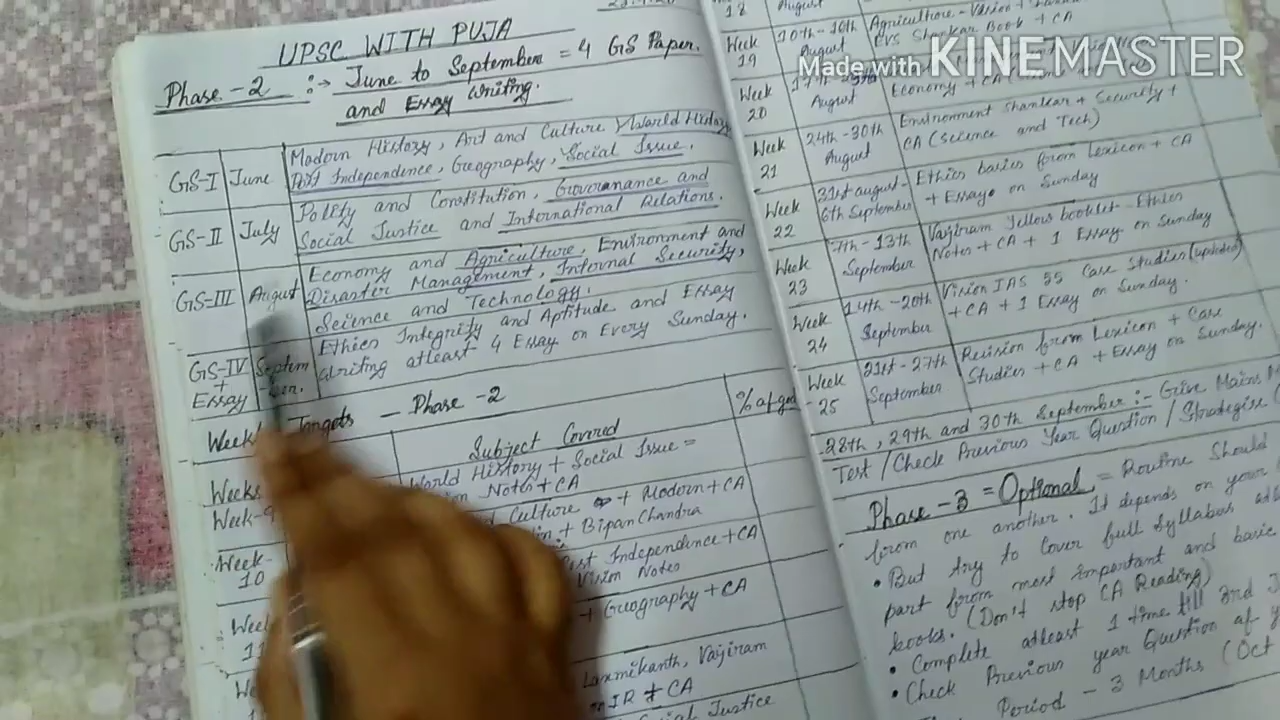 UPSC WITH PUJA
Phase - 2 :→ June to September = 4 GS Paper.
and Essay Writing.
GS-I June Modern History, Art and Culture, World History
Post Independence, Geography, Social Issue.
GS-II July Polity and Constitution, Governance and
Social Justice and International Relations.
GS-III August Economy and Agriculture, Environment and
Disaster Management, Internal Security,
Science and Technology.
GS-IV + Essay Septem ber. Ethics Integrity and Aptitude and Essay
Writing atleast 4 Essay on Every Sunday.
Targets - Phase -2
Subject Covered
World History + Social Issue =
Notes + CA
Week-9 Culture + Modern + CA
+ Bipan Chandra
Week-10 Independence + CA
Vision Notes
+ Geography + CA
11
Laxmikanth, Vajiram
IR + CA
Social Justice
18 August Agriculture - Vision +
Week 19 10th - 16th August EVS Shankar Book + CA
Week 20 August Economy + CA
Week 21 24th - 30th August Environment Shankar + Security +
CA (Science and Tech)
Week 22 31st august - 6th September Ethics basics from Lexicon + CA
+ Essay on Sunday
Week 23 7th - 13th September Vajiram Yellow booklet - Ethics
Notes + CA + 1 Essay on Sunday
Week 24 14th - 20th September Vision IAS 55 Case Studies (updated)
+ CA + 1 Essay on Sunday.
Week 25 21st - 27th September Revision from Lexicon + Case
Studies + CA + Essay on Sunday.
28th, 29th and 30th September :- Give Mains
Test / Check Previous Year Question / Strategise
Phase - 3 = Optional = Routine should
from one another. It depends on your
• But try to cover full Syllabus
part from most important and basic
books. (Don't stop CA Reading)
• Complete atleast 1 time till 3rd
• Check Previous year Question of
Period - 3 Months (Oct
Made with KINEMASTER